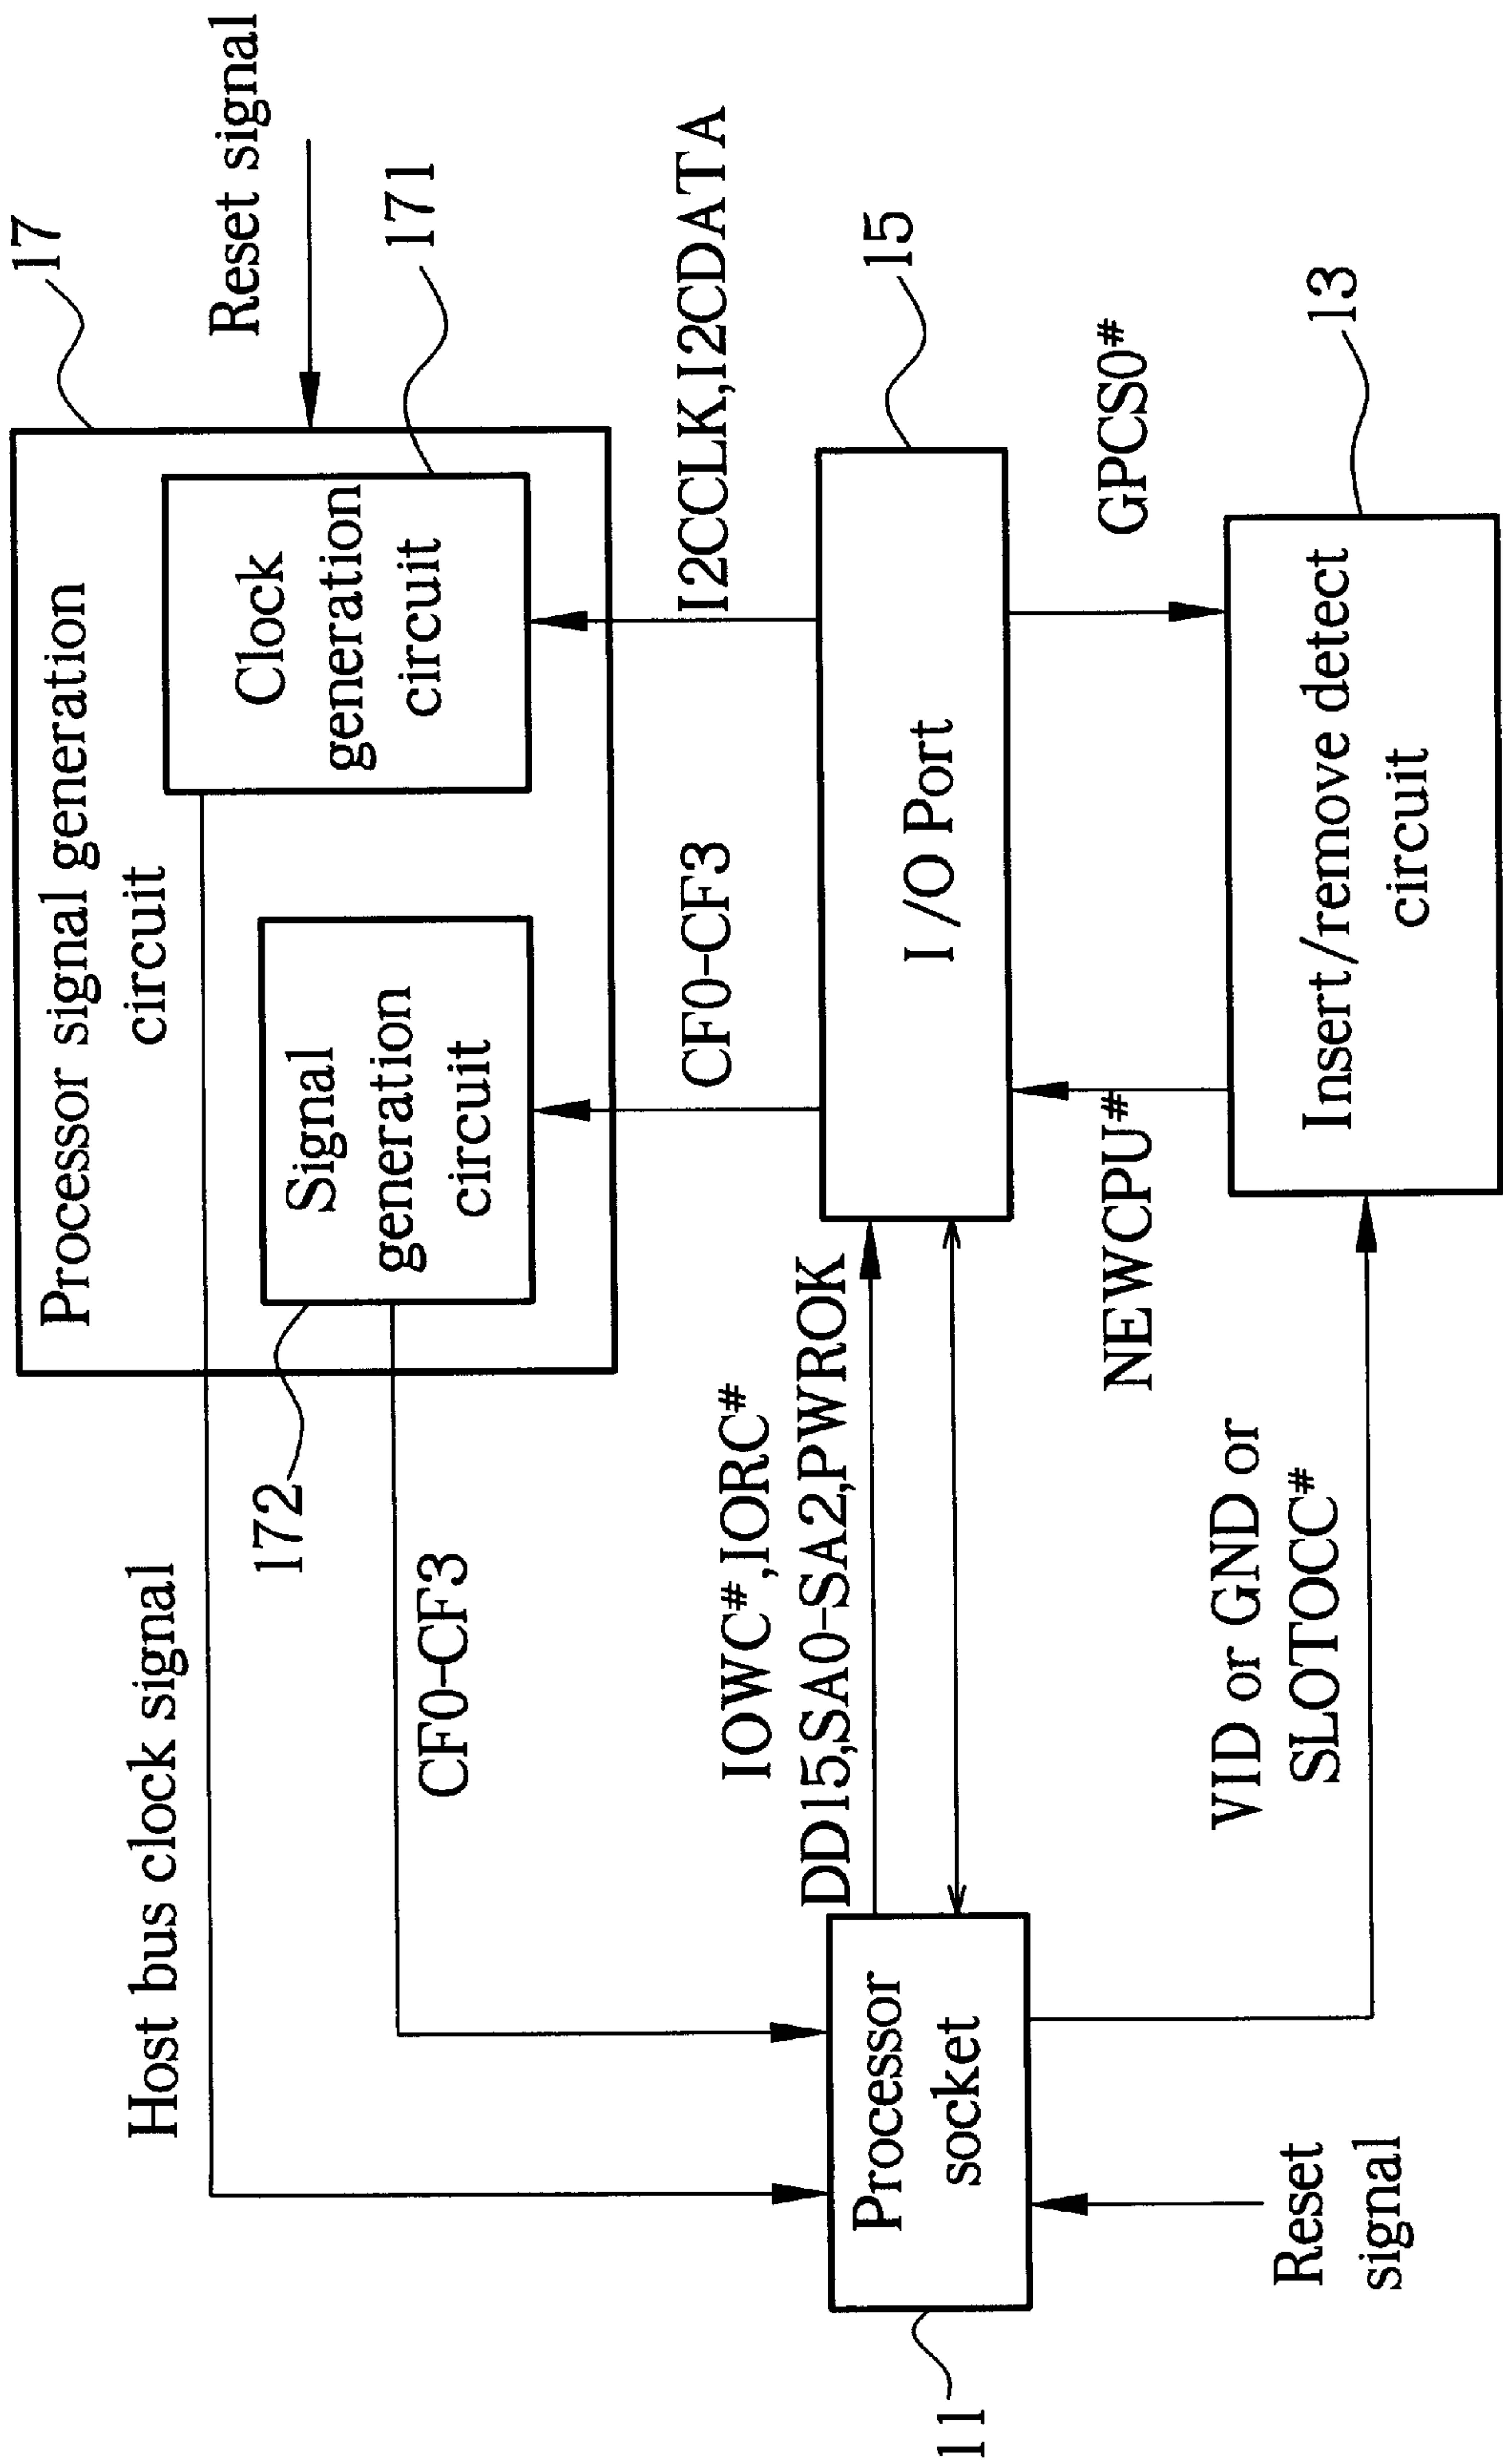 17
Processor signal generation
circuit
Reset signal
Clock
generation
circuit
171
Signal
generation
circuit
172
Host bus clock signal
CF0-CF3
CF0-CF3
I2CCLK,I2CDATA
IOWC#,IORC#
DD15,SA0-SA2,PWROK
I/O Port
15
Processor
socket
11
NEWCPU#
GPCS0#
VID or GND or
SLOTOCC#
Insert/remove detect
circuit
13
Reset
signal